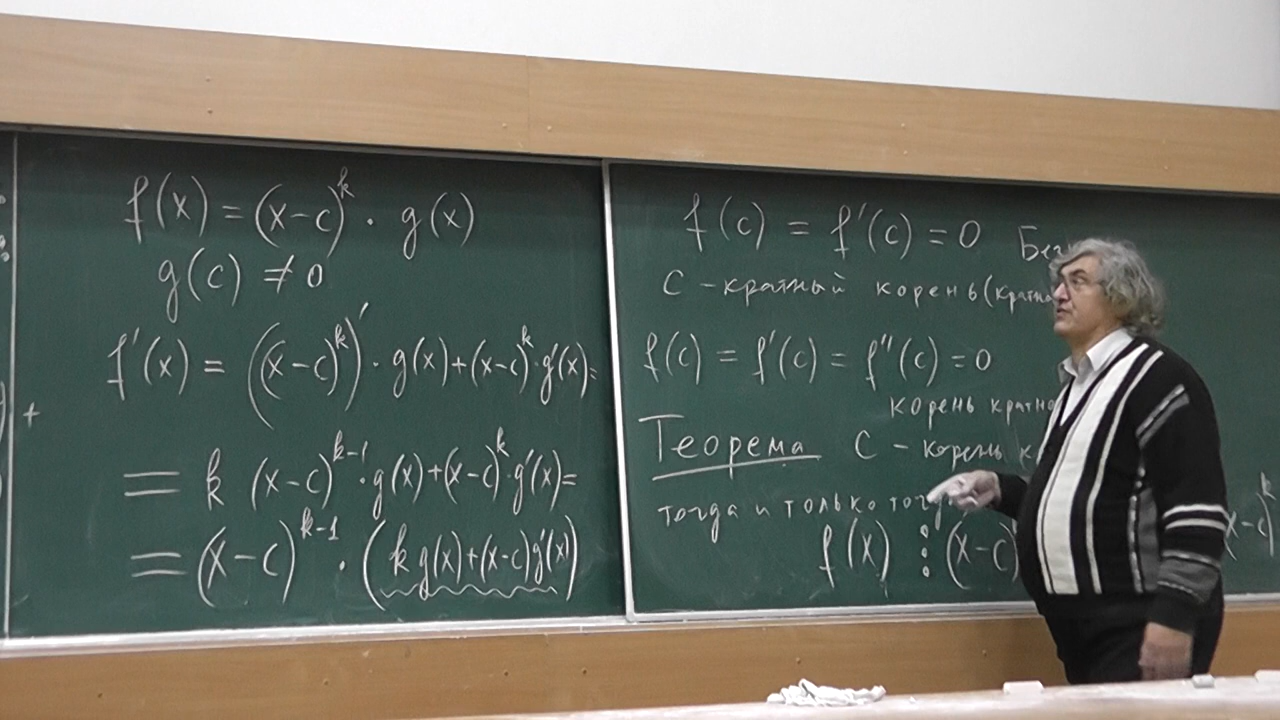 f(x) = (x-c)^k · g(x)
g(c) ≠ 0
f'(x) = ((x-c)^k)' · g(x)+(x-c)^k · g'(x)=
= k (x-c)^{k-1} · g(x)+(x-c)^k · g'(x)=
= (x-c)^{k-1} · (k g(x)+(x-c)g'(x))
+
f(c) = f'(c) = 0
C - кратный корень (
f(c) = f'(c) = f''(c) = 0
корень
Теорема C - корень
тогда и только
f(x) ⋮ (x-c) x-c)^k